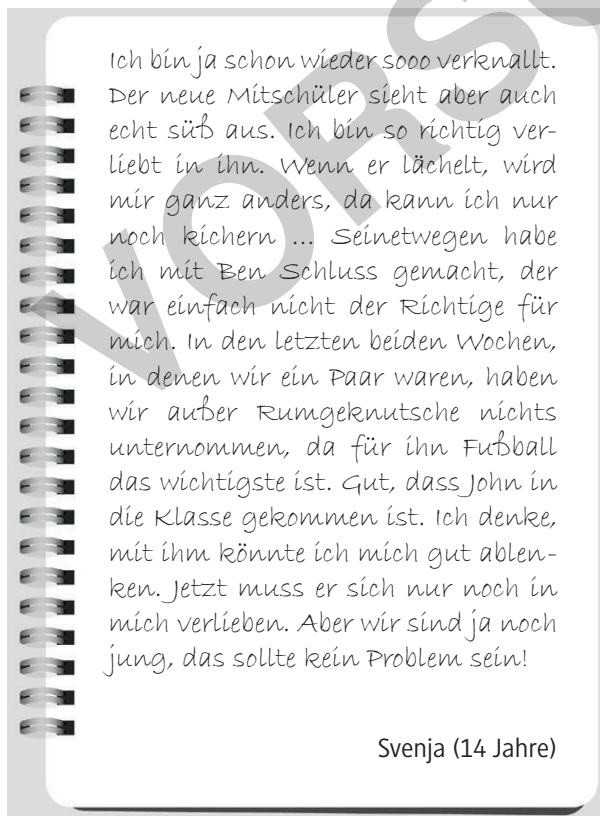 Ich bin ja schon wieder sooo verknallt.
Der neue Mitschüler sieht aber auch
echt süß aus. Ich bin so richtig ver-
liebt in ihn. Wenn er lächelt, wird
mir ganz anders, da kann ich nur
noch kichern ... Seinetwegen habe
ich mit Ben Schluss gemacht, der
war einfach nicht der Richtige für
mich. In den letzten beiden Wochen,
in denen wir ein Paar waren, haben
wir außer Rumgeknutsche nichts
unternommen, da für ihn Fußball
das wichtigste ist. Gut, dass John in
die Klasse gekommen ist. Ich denke,
mit ihm könnte ich mich gut ablen-
ken. Jetzt muss er sich nur noch in
mich verlieben. Aber wir sind ja noch
jung, das sollte kein Problem sein!
Svenja (14 Jahre)